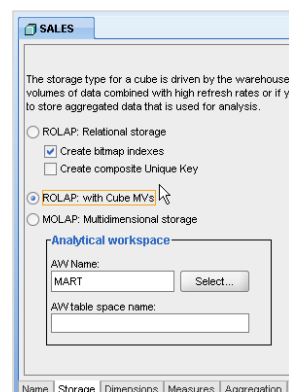 SALES
The storage type for a cube is driven by the warehouse
volumes of data combined with high refresh rates or if y
to store aggregated data that is used for analysis.
ROLAP: Relational storage
Create bitmap indexes
Create composite Unique Key
ROLAP: with Cube MVs
MOLAP: Multidimensional storage
Analytical workspace
AW Name:
MART
Select...
AW table space name:
Name Storage Dimensions Measures Aggregation